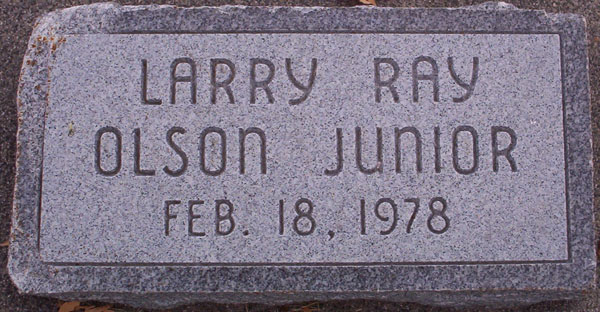 LARRY RAY
OLSON JUNIOR
FEB. 18, 1978